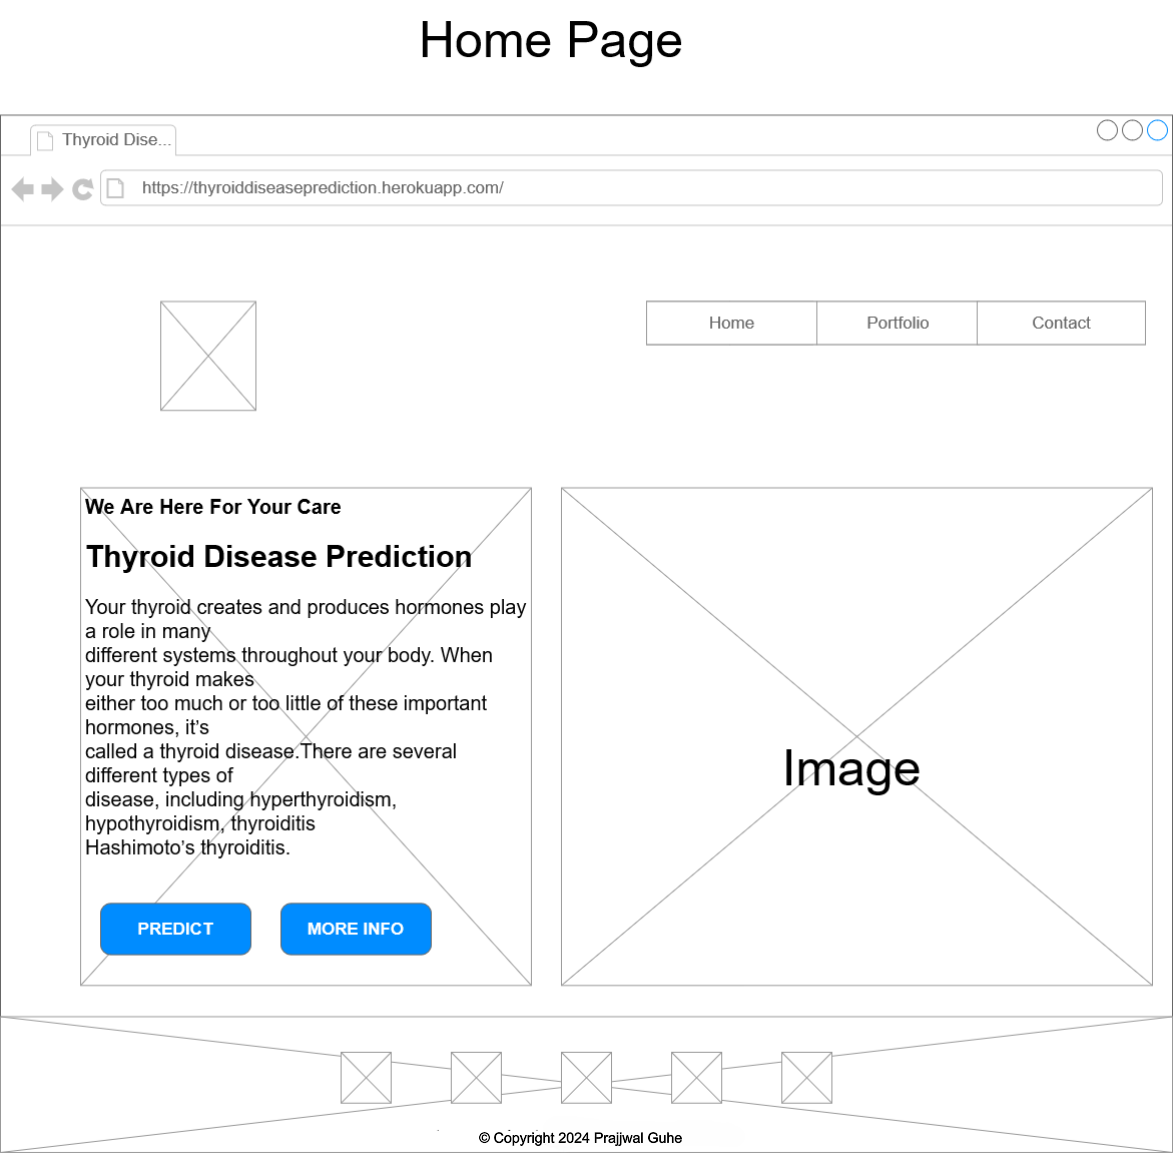 Home Page
Thyroid Dise...
https://thyroiddiseaseprediction.herokuapp.com/
Home
Portfolio
Contact
We Are Here For Your Care
Thyroid Disease Prediction
Your thyroid creates and produces hormones play
a role in many
different systems throughout your body. When
your thyroid makes
either too much or too little of these important
hormones, it’s
called a thyroid disease.There are several
different types of
disease, including hyperthyroidism,
hypothyroidism, thyroiditis
Hashimoto’s thyroiditis.
PREDICT
MORE INFO
Image
© Copyright 2024 Prajjwal Guhe